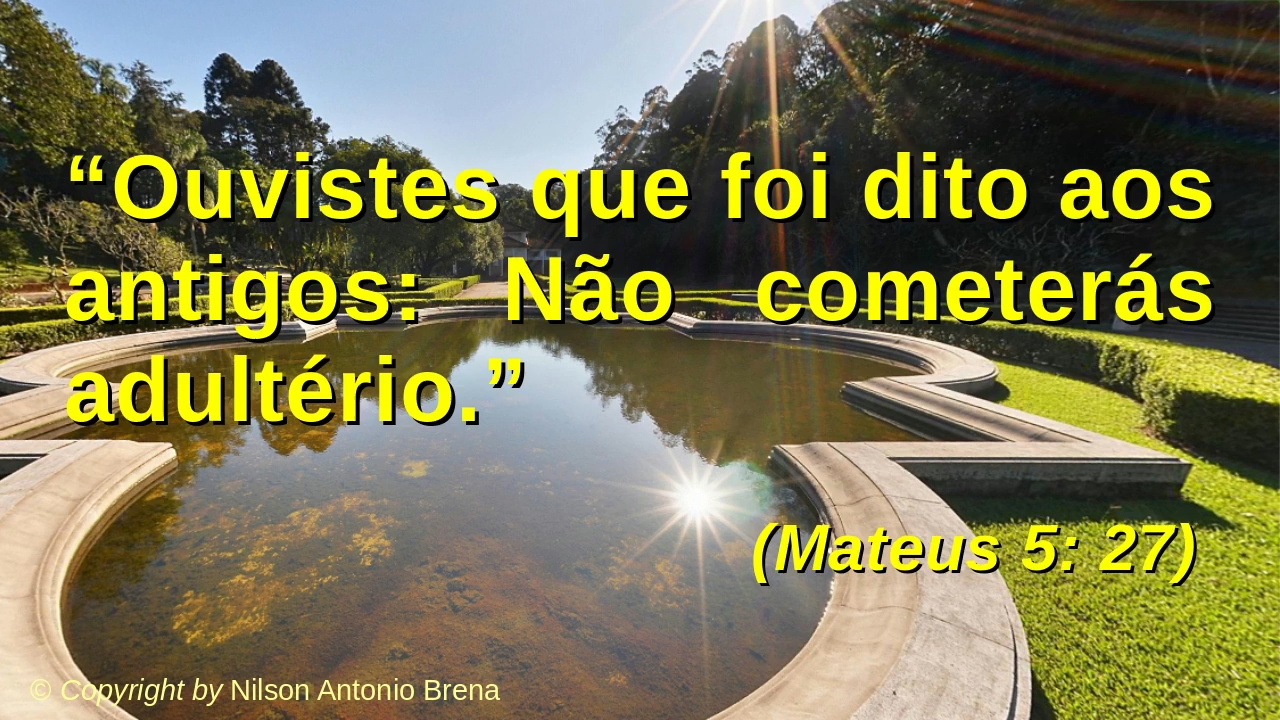 “Ouvistes que foi dito aos
antigos: Não cometerás
adultério.”
(Mateus 5: 27)
© Copyright by Nilson Antonio Brena